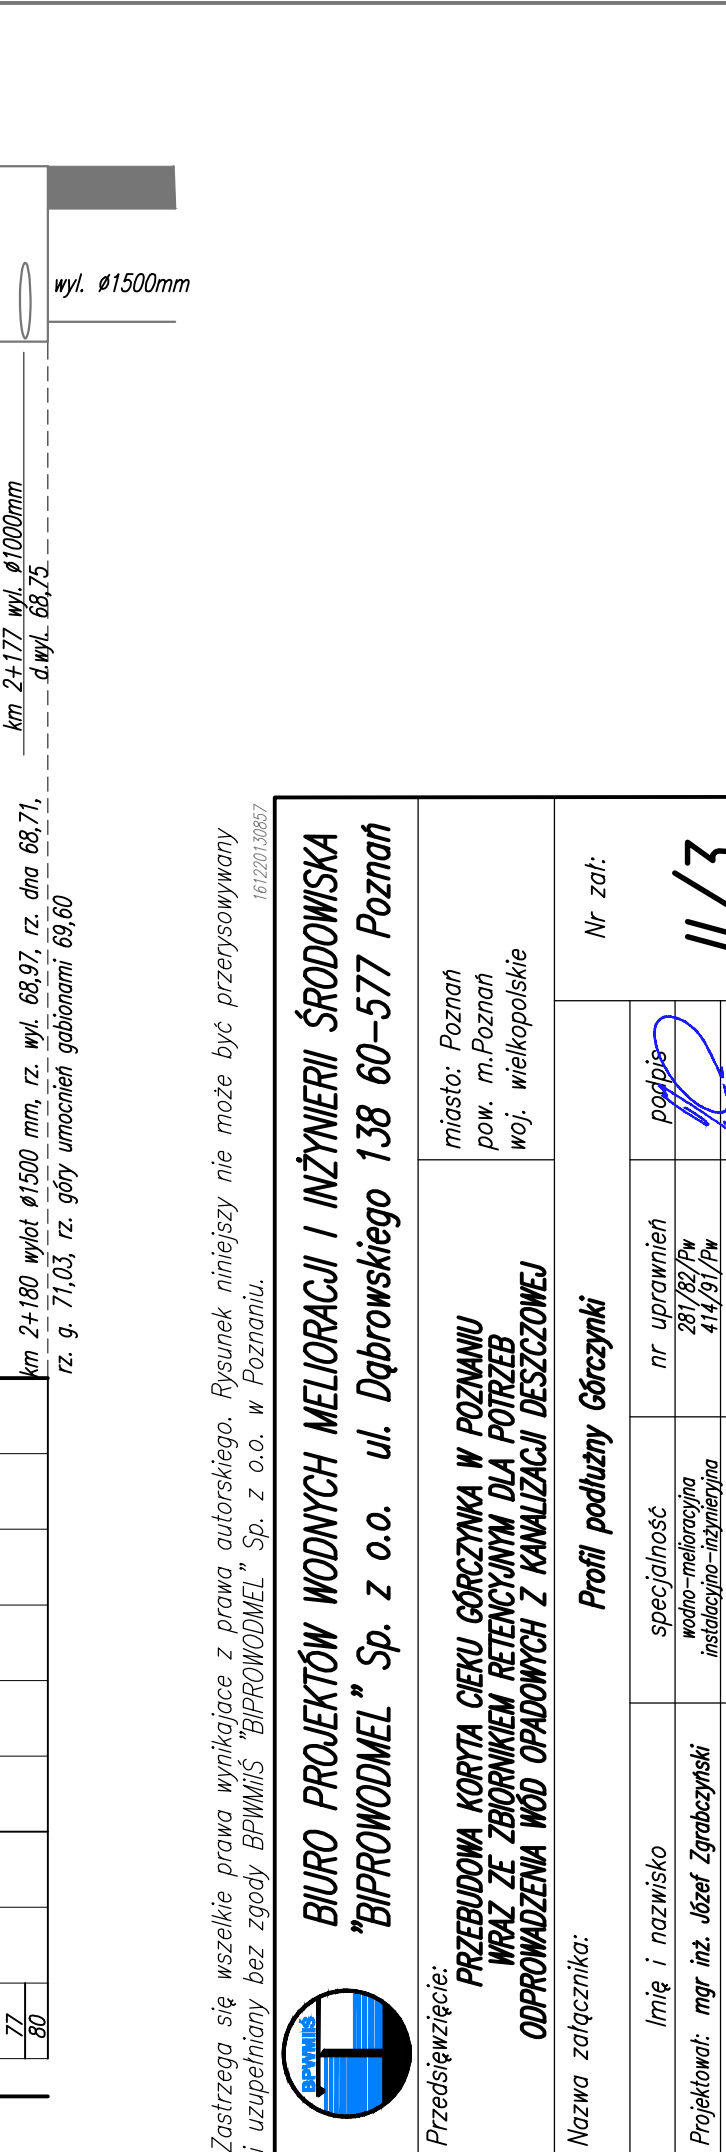 wyl. ø1500mm
km 2+177 wyl. ø1000mm
d.wyl. 68,75
km 2+180 wylot ø1500 mm, rz. wyl. 68,97, rz. dna 68,71,
rz. g. 71,03, rz. góry umocnień gabionami 69,60
77
80
Zastrzega się wszelkie prawa wynikajace z prawa autorskiego. Rysunek niniejszy nie może być przerysowywany
i uzupełniany bez zgody BPWMiIŚ "BIPROWODMEL" Sp. z o.o. w Poznaniu.
161220130857
BPWMIIŚ
BIURO PROJEKTÓW WODNYCH MELIORACJI I INŻYNIERII ŚRODOWISKA
"BIPROWODMEL" Sp. z o.o. ul. Dąbrowskiego 138 60-577 Poznań
Przedsięwzięcie:
PRZEBUDOWA KORYTA CIEKU GÓRCZYNKA W POZNANIU
WRAZ ZE ZBIORNIKIEM RETENCYJNYM DLA POTRZEB
ODPROWADZENIA WÓD OPADOWYCH Z KANALIZACJI DESZCZOWEJ
miasto: Poznań
pow. m.Poznań
woj. wielkopolskie
Nazwa załącznika:
Profil podłużny Górczynki
Nr zał:
II/3
Imię i nazwisko
specjalność
nr uprawnień
podpis
Projektował: mgr inż. Józef Zgrabczyński
wodno-melioracyjna
instalacyjno-inżynieryjna
281/82/Pw
414/91/Pw